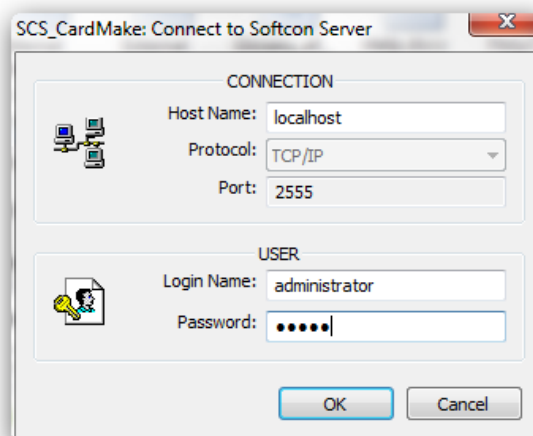 SCS_CardMake: Connect to Softcon Server
CONNECTION
Host Name: localhost
Protocol: TCP/IP
Port: 2555
USER
Login Name: administrator
Password: •••••
OK Cancel